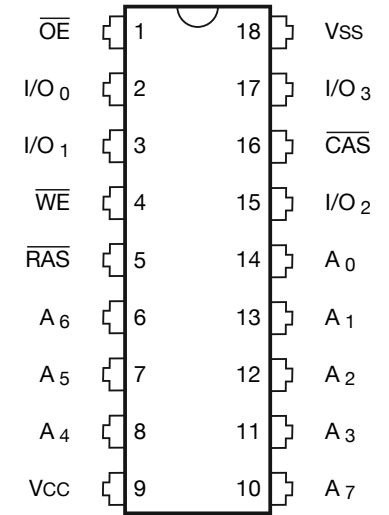 OE 1 18 VSS
I/O 0 2 17 I/O 3
I/O 1 3 16 CAS
WE 4 15 I/O 2
RAS 5 14 A 0
A 6 6 13 A 1
A 5 7 12 A 2
A 4 8 11 A 3
VCC 9 10 A 7